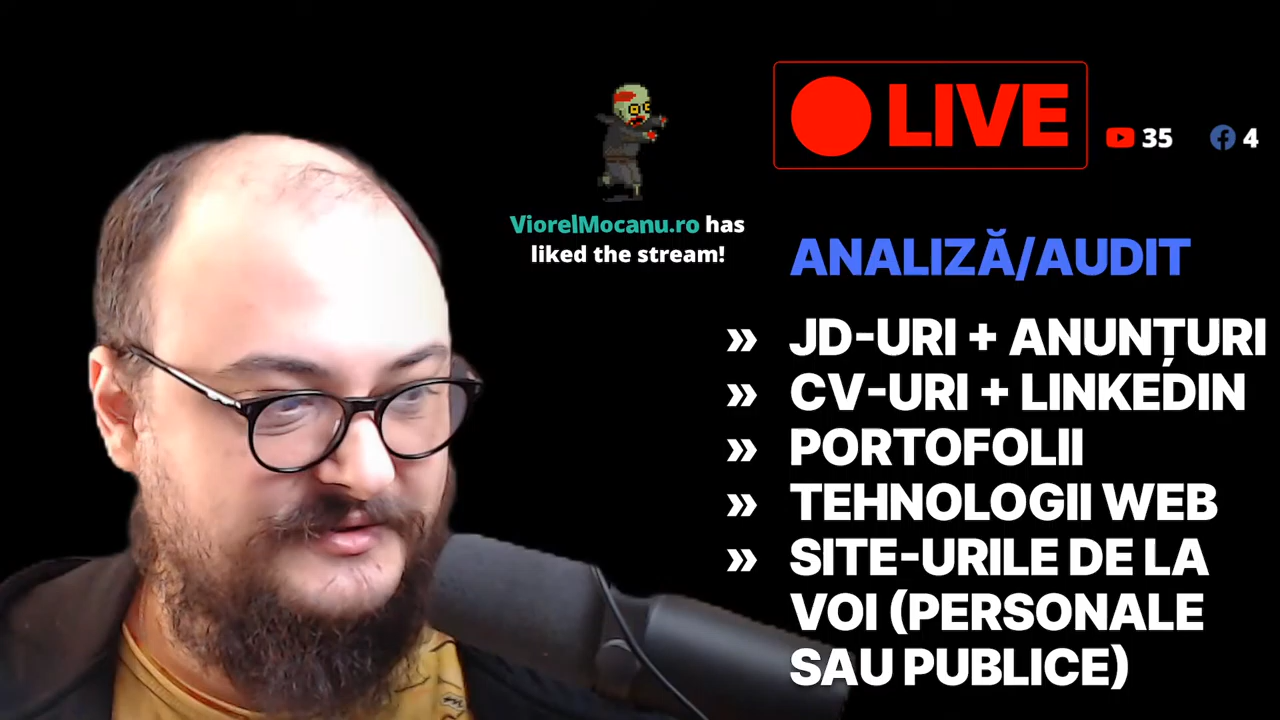 LIVE
35
4
ViorelMocanu.ro has
liked the stream!
ANALIZĂ/AUDIT
» JD-URI + ANUNȚURI
» CV-URI + LINKEDIN
» PORTOFOLII
» TEHNOLOGII WEB
» SITE-URILE DE LA
VOI (PERSONALE
SAU PUBLICE)